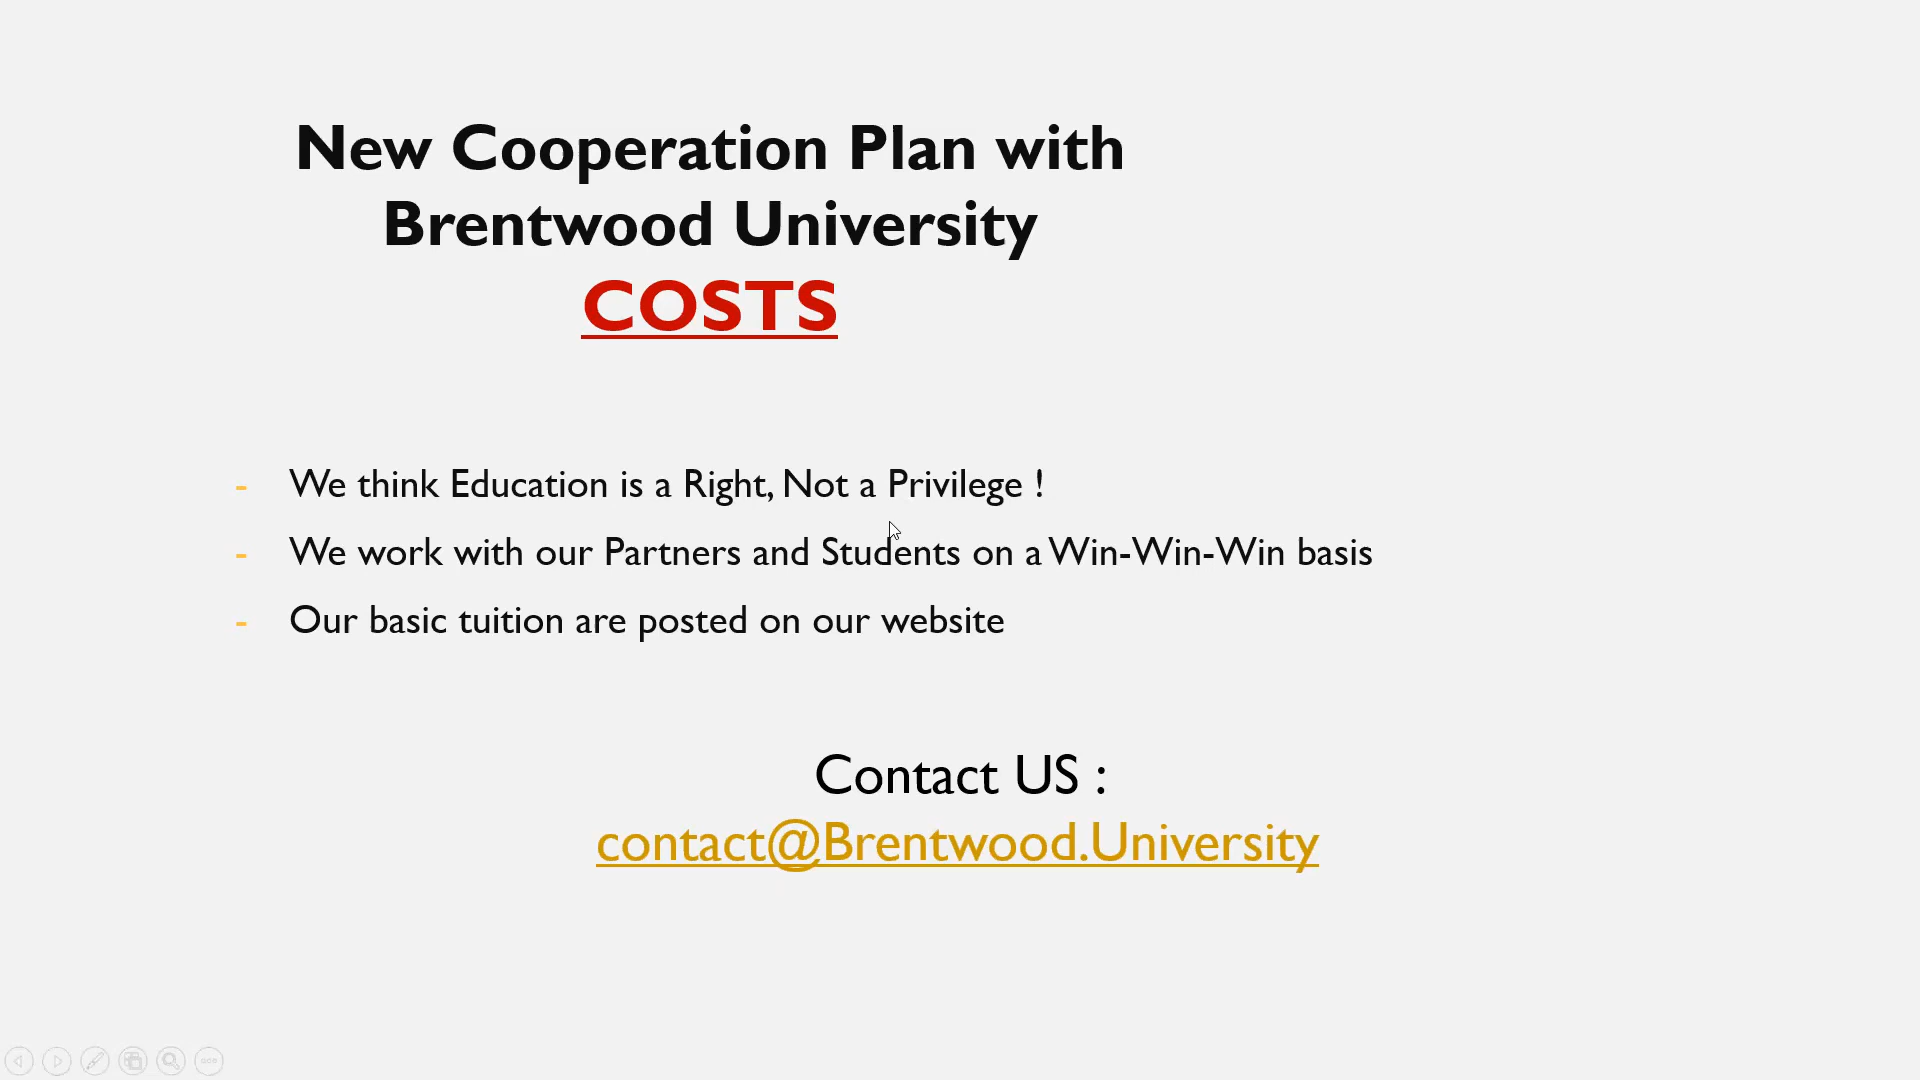 New Cooperation Plan with
Brentwood University
COSTS
- We think Education is a Right, Not a Privilege !
- We work with our Partners and Students on a Win-Win-Win basis
- Our basic tuition are posted on our website
Contact US :
contact@Brentwood.University